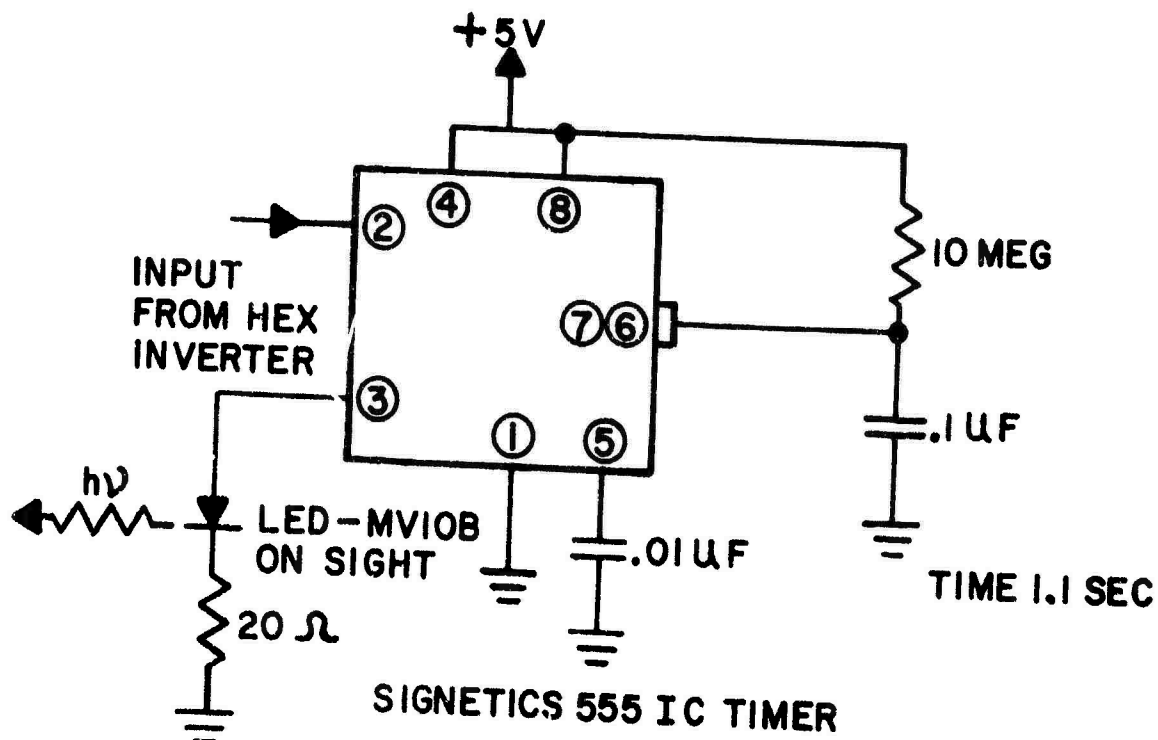 +5V
④ ⑧
②
INPUT
FROM HEX
INVERTER
10 MEG
⑦⑥
③
① ⑤
.1 UF
hν
LED-MV10B
ON SIGHT
.01 UF
20 Ω
TIME 1.1 SEC
SIGNETICS 555 IC TIMER